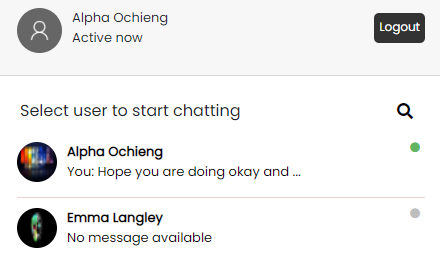 Alpha Ochieng
Active now
Logout
Select user to start chatting
Alpha Ochieng
You: Hope you are doing okay and ...
Emma Langley
No message available